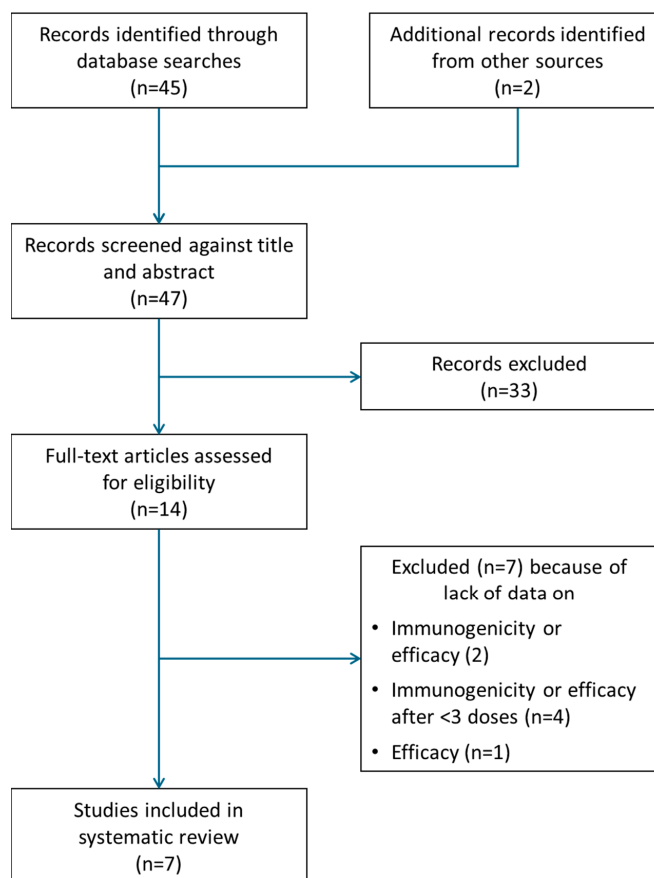 Records identified through
database searches
(n=45)
Additional records identified
from other sources
(n=2)
Records screened against title
and abstract
(n=47)
Records excluded
(n=33)
Full-text articles assessed
for eligibility
(n=14)
Excluded (n=7) because of
lack of data on
• Immunogenicity or
efficacy (2)
• Immunogenicity or efficacy
after <3 doses (n=4)
• Efficacy (n=1)
Studies included in
systematic review
(n=7)